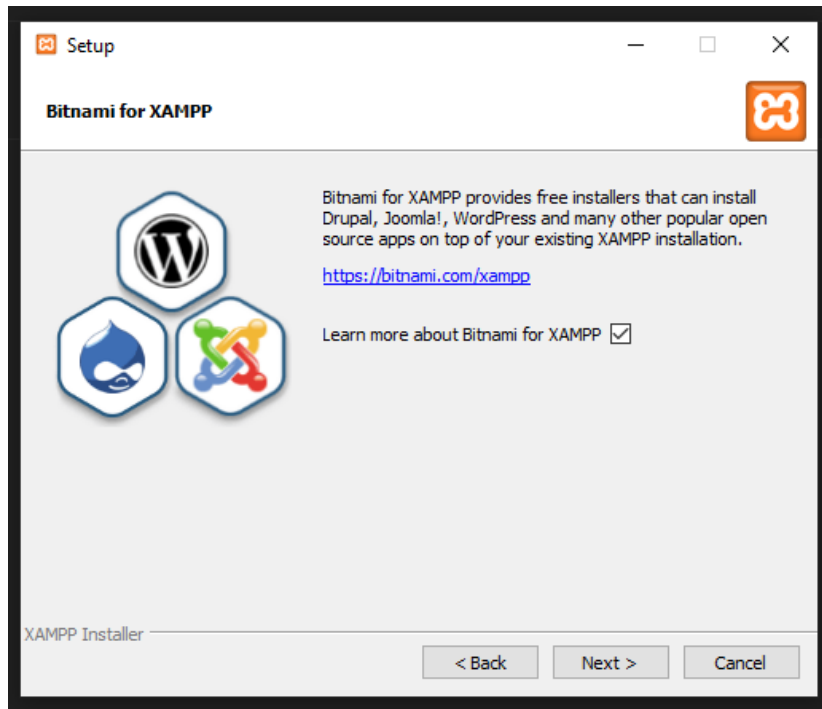 Setup
Bitnami for XAMPP
Bitnami for XAMPP provides free installers that can install
Drupal, Joomla!, WordPress and many other popular open
source apps on top of your existing XAMPP installation.
https://bitnami.com/xampp
Learn more about Bitnami for XAMPP
XAMPP Installer
< Back
Next >
Cancel